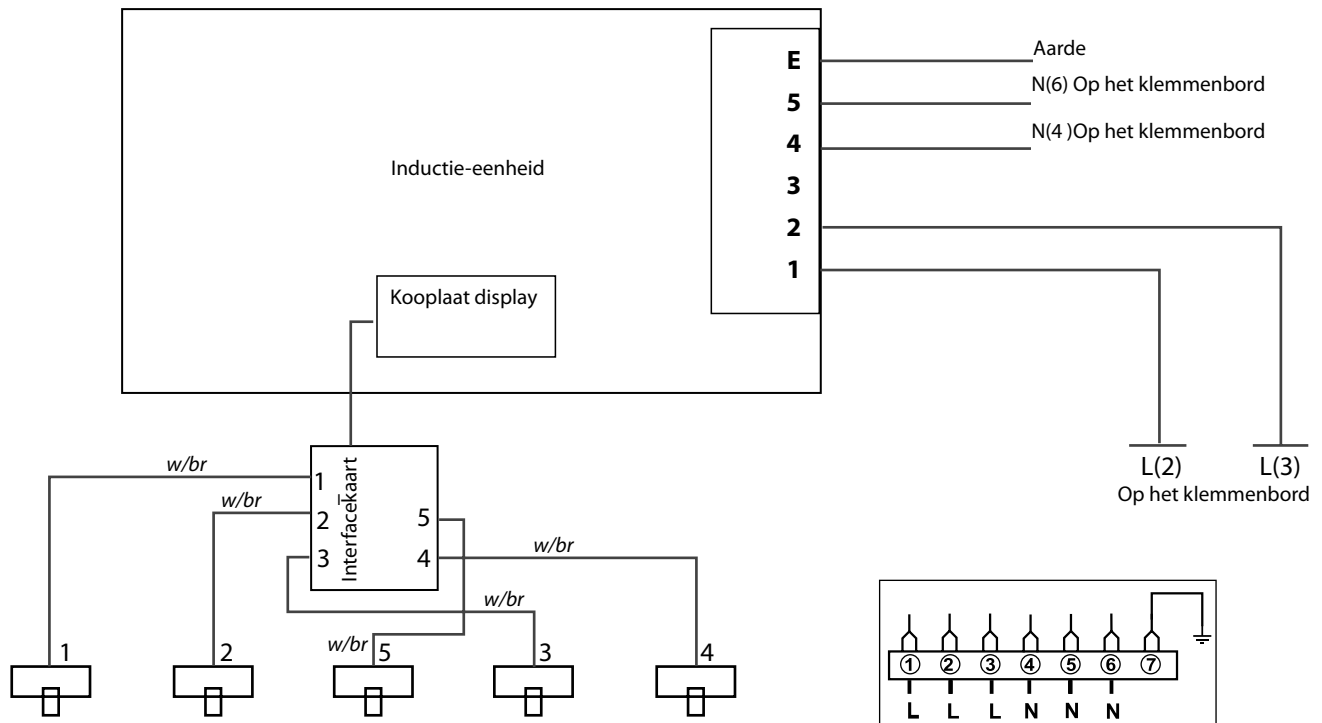 E
Aarde
5
N(6) Op het klemmenbord
4
N(4 )Op het klemmenbord
Inductie-eenheid
3
2
1
Kooplaat display
L(2)
L(3)
Op het klemmenbord
w/br
w/br
w/br
w/br
w/br
1
2
3
Interfacekaart
5
4
1
2
5
3
4
1 2 3 4 5 6 7
L L L N N N